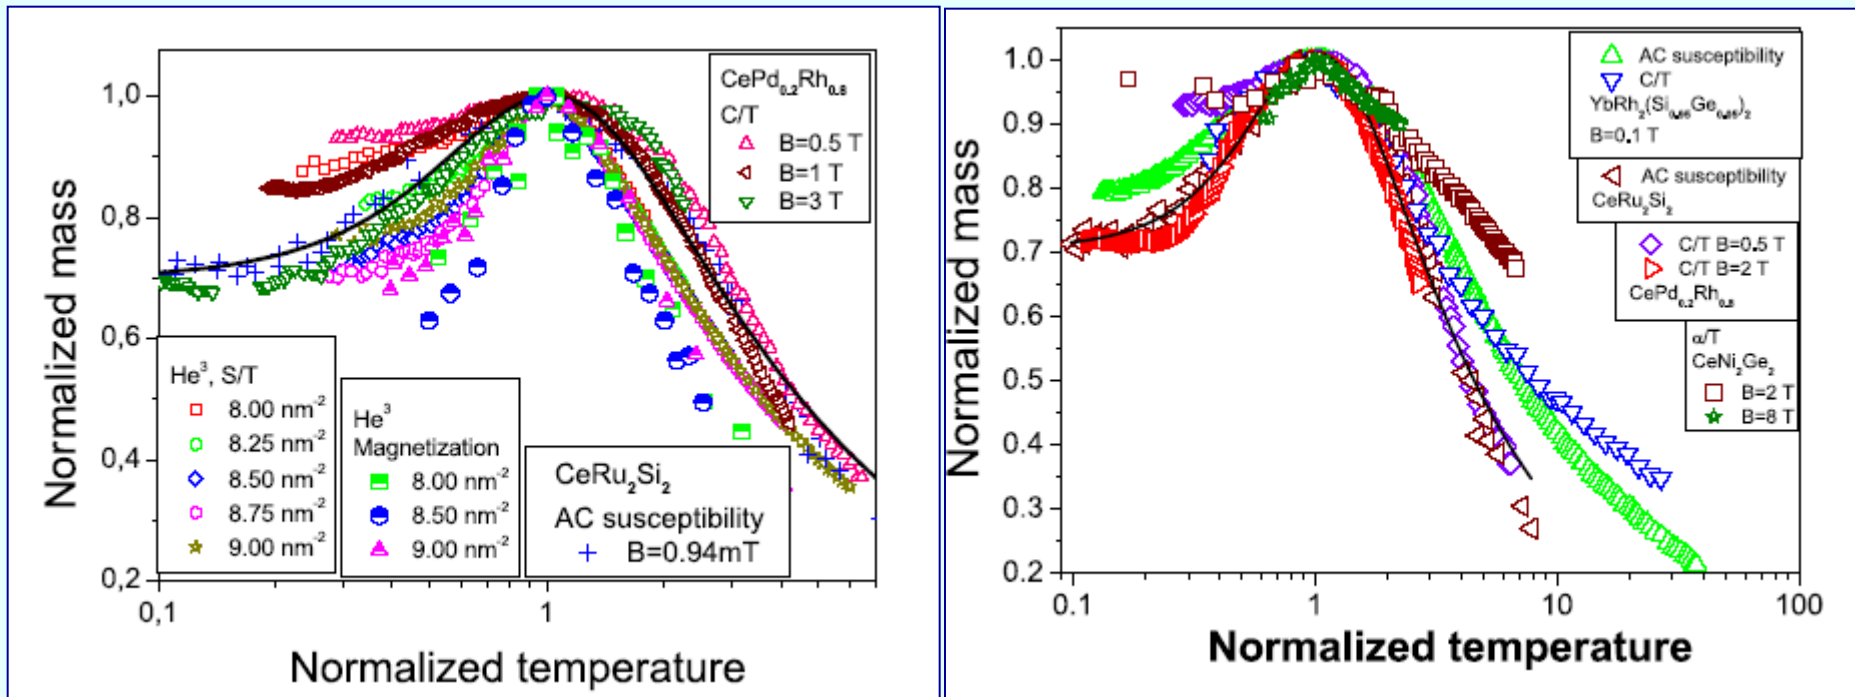 CePd0.2Rh0.8
C/T
B=0.5 T
B=1 T
B=3 T
1,0
0,8
0,6
0,4
0,2
Normalized mass
He3, S/T
8.00 nm-2
8.25 nm-2
8.50 nm-2
8.75 nm-2
9.00 nm-2
He3
Magnetization
8.00 nm-2
8.50 nm-2
9.00 nm-2
CeRu2Si2
AC susceptibility
B=0.94mT
0,1
1
Normalized temperature
AC susceptibility
C/T
B=0.1 T
AC susceptibility
CeRu2Si2
C/T B=0.5 T
C/T B=2 T
CePd0.2Rh0.8
α/T
CeNi2Ge2
B=2 T
B=8 T
1.0
0.9
0.8
0.7
0.6
0.5
0.4
0.3
0.2
Normalized mass
0.1
1
10
100
Normalized temperature